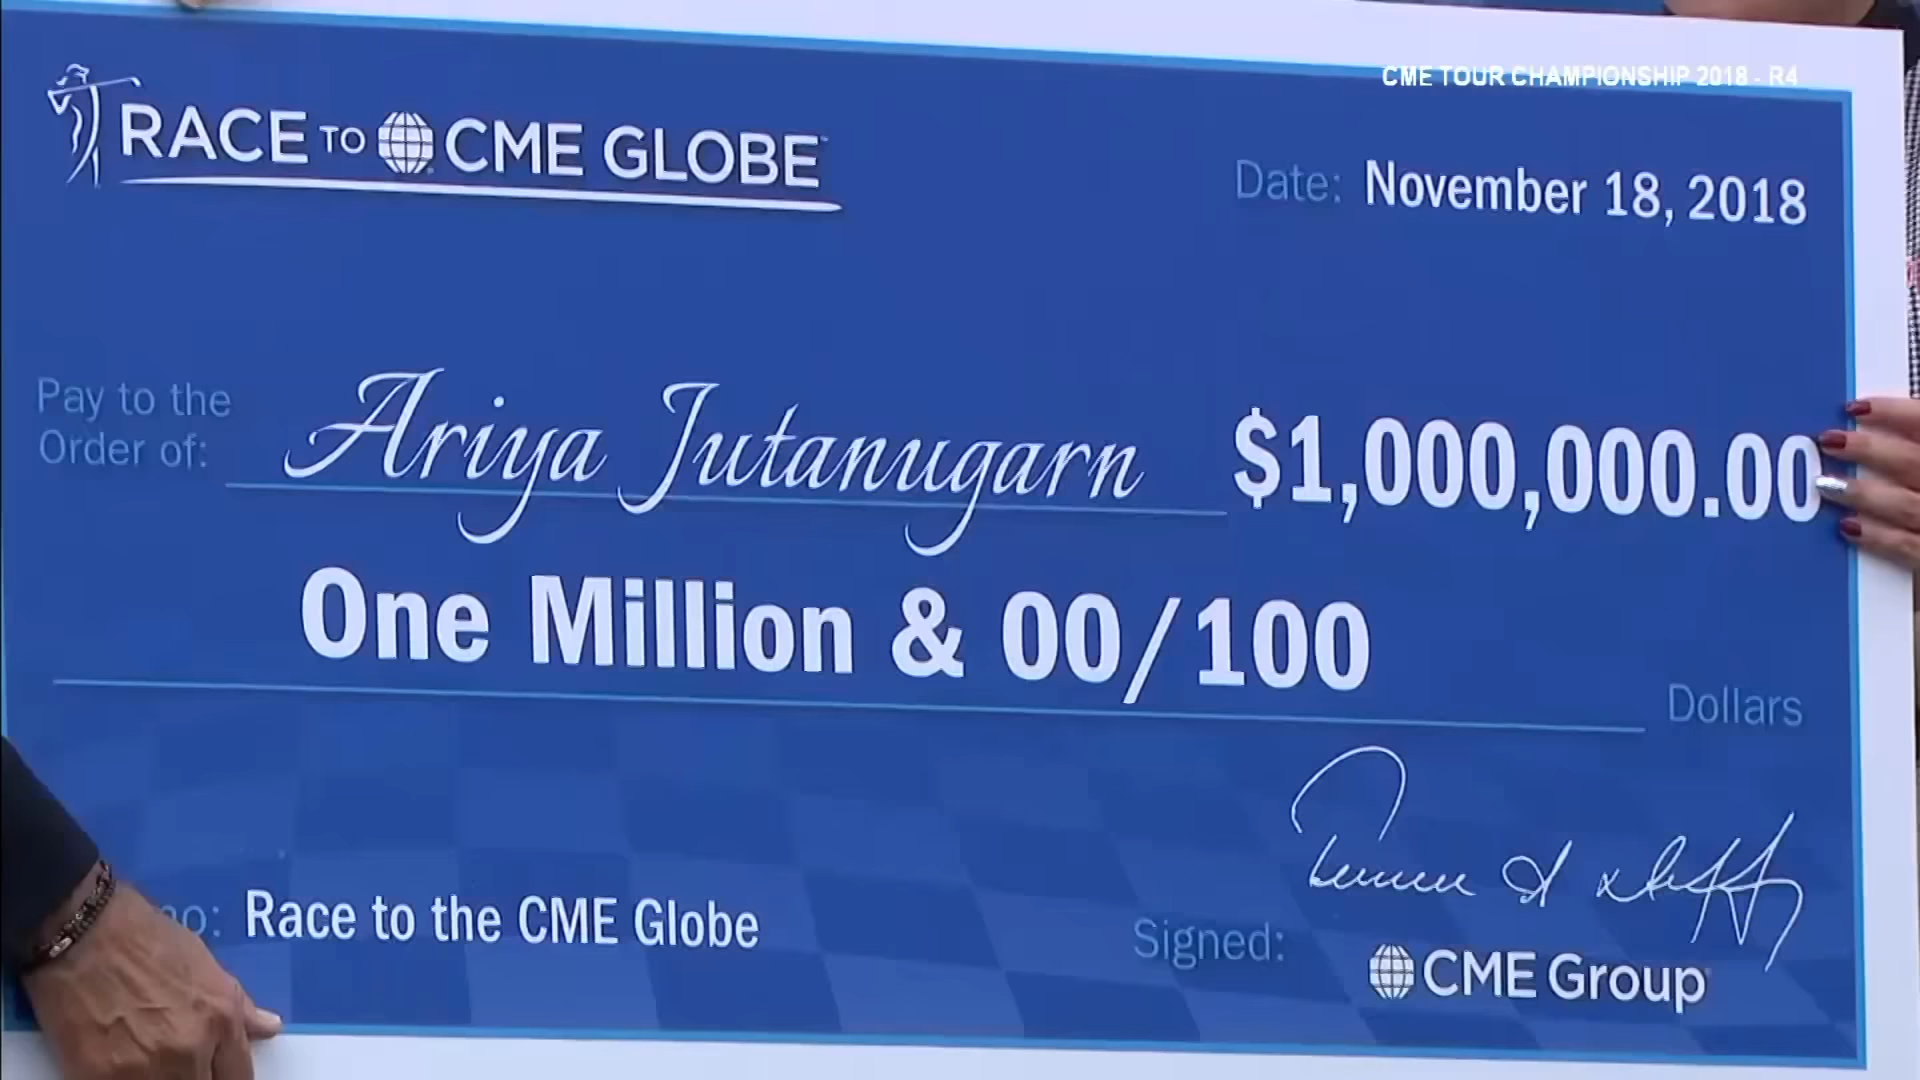 CME TOUR CHAMPIONSHIP 2018 - R4
RACE TO CME GLOBE
Date: November 18, 2018
Pay to the
Order of: Ariya Jutanugarn $1,000,000.00
One Million & 00/100
Dollars
Race to the CME Globe
Signed:
CME Group